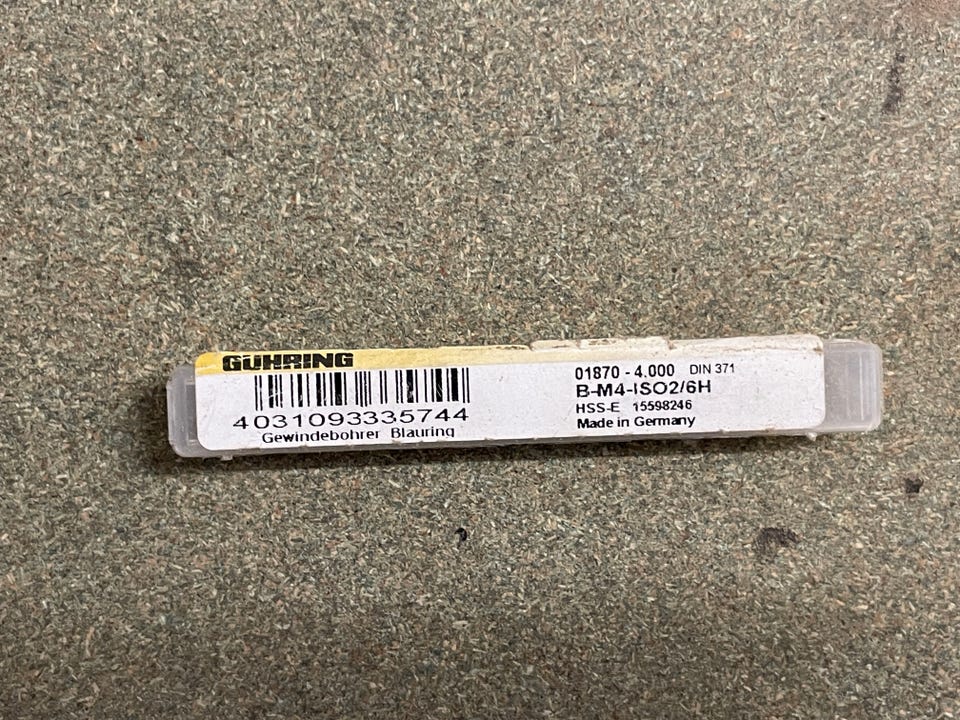 GÜHRING
4031093335744
Gewindebohrer Blauring
01870 - 4,000 DIN 371
B-M4-ISO2/6H
HSS-E 15598246
Made in Germany